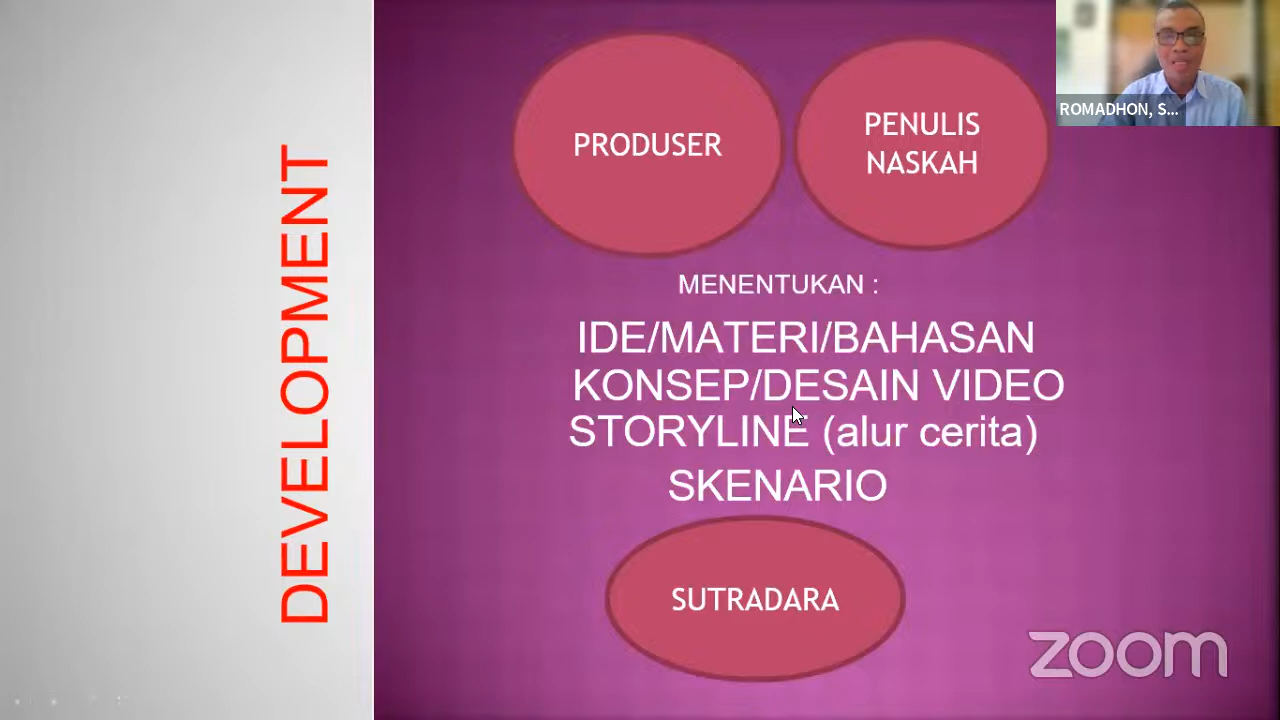 DEVELOPMENT
PRODUSER
PENULIS
NASKAH
MENENTUKAN :
IDE/MATERI/BAHASAN
KONSEP/DESAIN VIDEO
STORYLINE (alur cerita)
SKENARIO
SUTRADARA
ROMADHON, S...
zoom